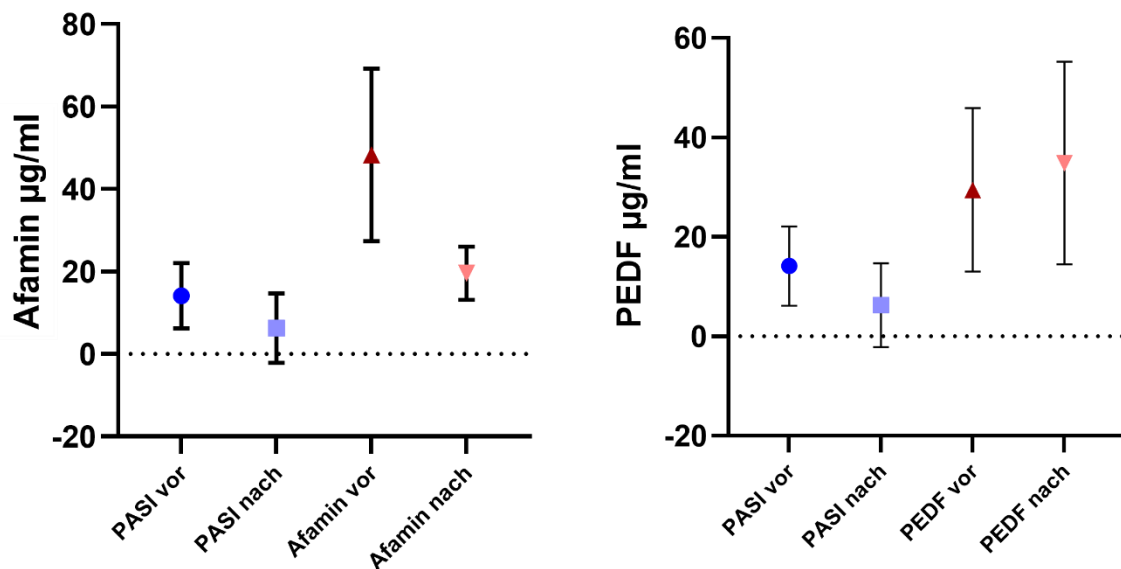 Afamin µg/ml
80
60
40
20
0
-20
PASI vor
PASI nach
Afamin vor
Afamin nach
PEDF µg/ml
60
40
20
0
-20
PASI vor
PASI nach
PEDF vor
PEDF nach